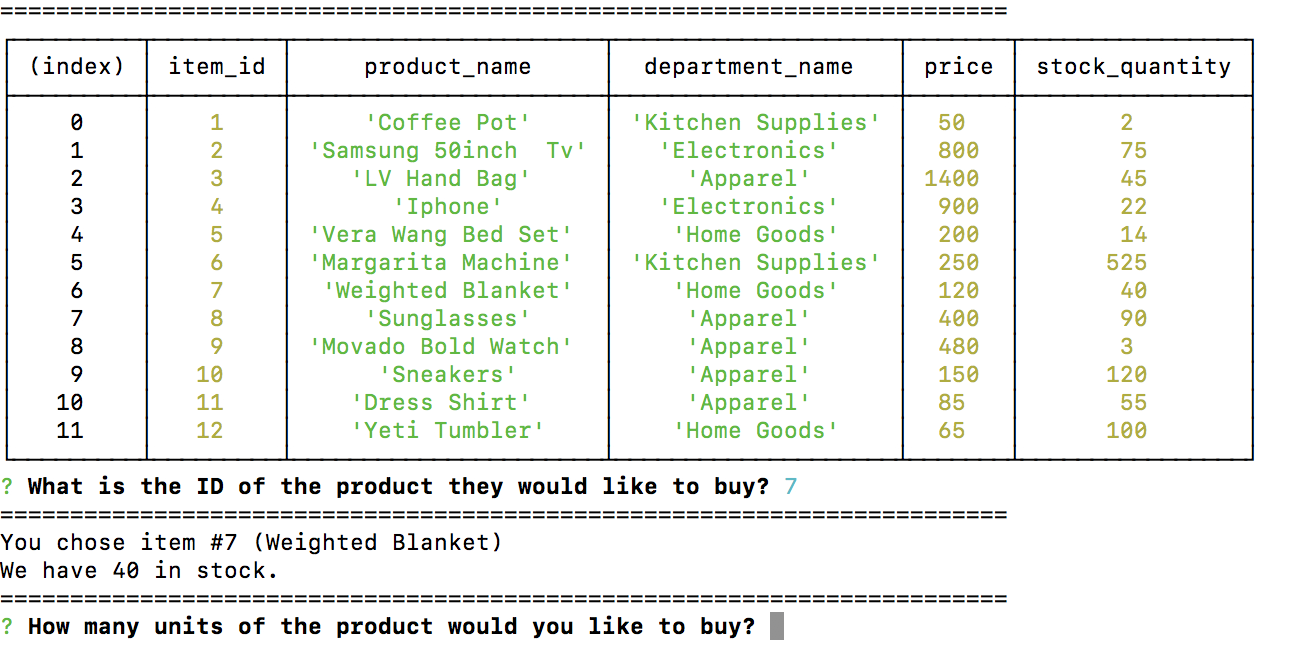 ========================================================================
(index) item_id product_name department_name price stock_quantity
0 1 'Coffee Pot' 'Kitchen Supplies' 50 2
1 2 'Samsung 50inch  Tv' 'Electronics' 800 75
2 3 'LV Hand Bag' 'Apparel' 1400 45
3 4 'Iphone' 'Electronics' 900 22
4 5 'Vera Wang Bed Set' 'Home Goods' 200 14
5 6 'Margarita Machine' 'Kitchen Supplies' 250 525
6 7 'Weighted Blanket' 'Home Goods' 120 40
7 8 'Sunglasses' 'Apparel' 400 90
8 9 'Movado Bold Watch' 'Apparel' 480 3
9 10 'Sneakers' 'Apparel' 150 120
10 11 'Dress Shirt' 'Apparel' 85 55
11 12 'Yeti Tumbler' 'Home Goods' 65 100
? What is the ID of the product they would like to buy? 7
========================================================================
You chose item #7 (Weighted Blanket)
We have 40 in stock.
========================================================================
? How many units of the product would you like to buy?